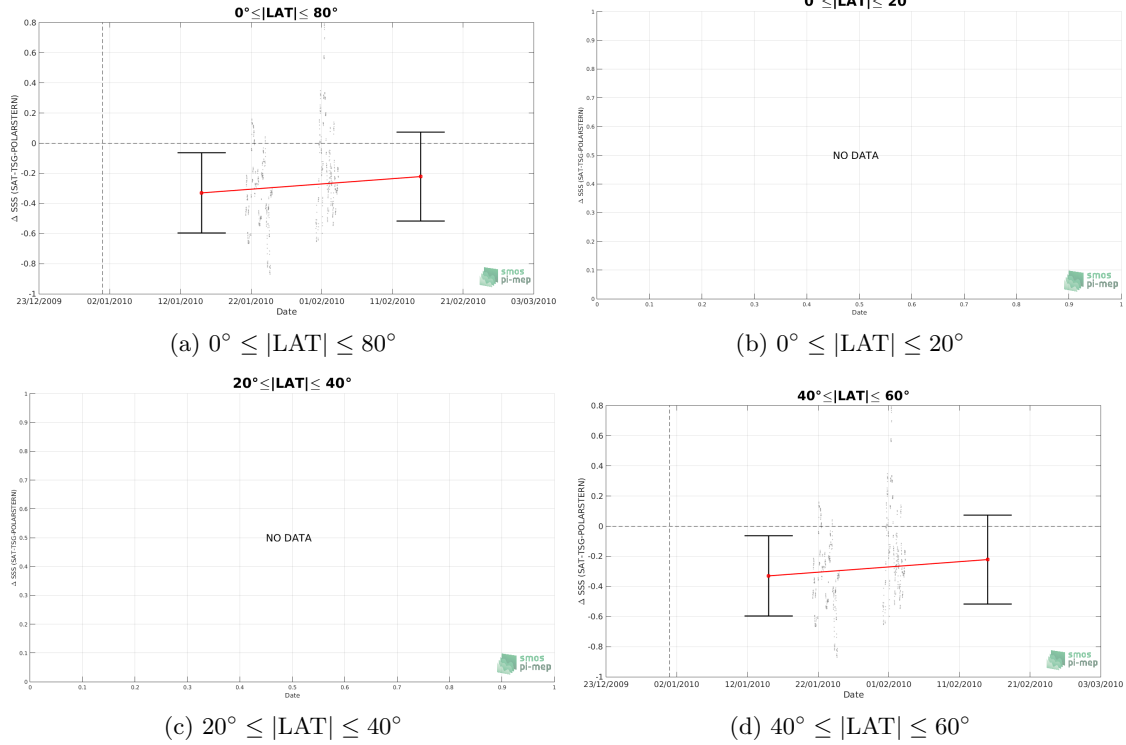 0°≤|LAT|≤ 80°
0.8
0.6
0.4
0.2
0
-0.2
-0.4
-0.6
-0.8
-1
Δ SSS (SAT-TSG-POLARSTERN)
23/12/2009 02/01/2010 12/01/2010 22/01/2010 01/02/2010 11/02/2010 21/02/2010 03/03/2010
Date
smos
pi-mep
(a) 0° ≤ |LAT| ≤ 80°
0°≤|LAT|≤ 20°
1
0.9
0.8
0.7
0.6
0.5
0.4
0.3
0.2
0.1
0
Δ SSS (SAT-TSG-POLARSTERN)
NO DATA
0 0.1 0.2 0.3 0.4 0.5 0.6 0.7 0.8 0.9 1
Date
smos
pi-mep
(b) 0° ≤ |LAT| ≤ 20°
20°≤|LAT|≤ 40°
1
0.9
0.8
0.7
0.6
0.5
0.4
0.3
0.2
0.1
0
Δ SSS (SAT-TSG-POLARSTERN)
NO DATA
0 0.1 0.2 0.3 0.4 0.5 0.6 0.7 0.8 0.9 1
Date
smos
pi-mep
(c) 20° ≤ |LAT| ≤ 40°
40°≤|LAT|≤ 60°
0.8
0.6
0.4
0.2
0
-0.2
-0.4
-0.6
-0.8
-1
Δ SSS (SAT-TSG-POLARSTERN)
23/12/2009 02/01/2010 12/01/2010 22/01/2010 01/02/2010 11/02/2010 21/02/2010 03/03/2010
Date
smos
pi-mep
(d) 40° ≤ |LAT| ≤ 60°